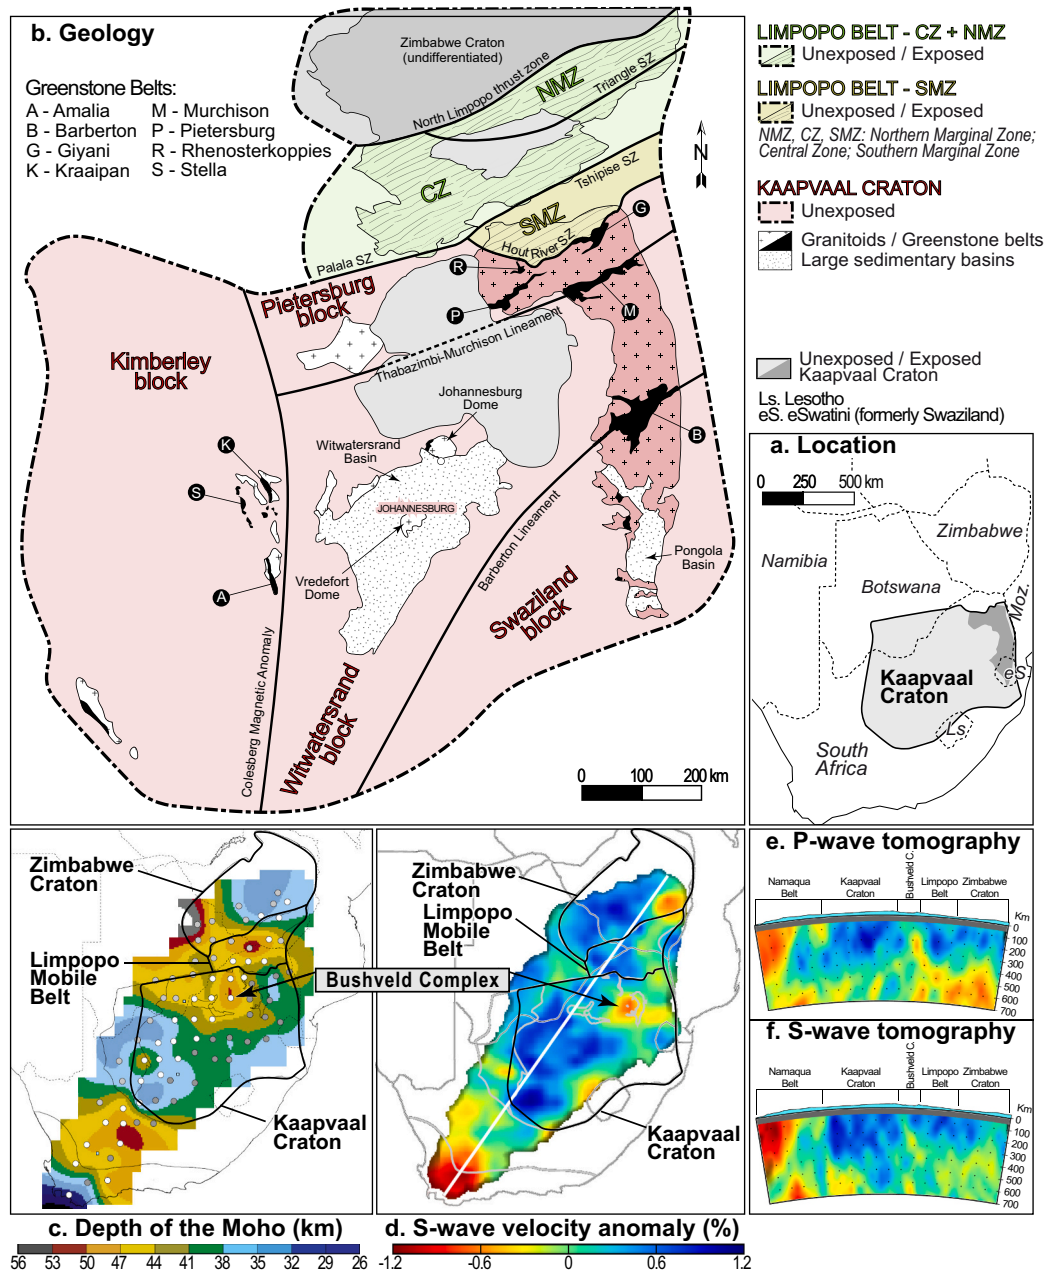 b. Geology
Greenstone Belts:
A - Amalia
B - Barberton
G - Giyani
K - Kraaipan
M - Murchison
P - Pietersburg
R - Rhenosterkoppies
S - Stella
Zimbabwe Craton
(undifferentiated)
North Limpopo thrust zone
NMZ
Triangle SZ
CZ
Tshipise SZ
SMZ
Hout River SZ
Palala SZ
N
G
R
P
M
Pietersburg
block
Thabazimbi-Murchison Lineament
Kimberley
block
Johannesburg
Dome
Witwatersrand
Basin
K
S
B
JOHANNESBURG
Vredefort
Dome
A
Barberton Lineament
Pongola
Basin
Swaziland
block
Witwatersrand
block
Colesberg Magnetic Anomaly
0 100 200 km
LIMPOPO BELT - CZ + NMZ
Unexposed / Exposed
LIMPOPO BELT - SMZ
Unexposed / Exposed
NMZ, CZ, SMZ: Northern Marginal Zone;
Central Zone; Southern Marginal Zone
KAAPVAAL CRATON
Unexposed
Granitoids / Greenstone belts
Large sedimentary basins
Unexposed / Exposed
Kaapvaal Craton
Ls. Lesotho
eS. eSwatini (formerly Swaziland)
a. Location
0 250 500 km
Zimbabwe
Namibia
Botswana
Moz.
eS.
Kaapvaal
Craton
Ls.
South
Africa
Zimbabwe
Craton
Limpopo
Mobile
Belt
Bushveld Complex
Kaapvaal
Craton
c. Depth of the Moho (km)
56 53 50 47 44 41 38 35 32 29 26
Zimbabwe
Craton
Limpopo
Mobile
Belt
Kaapvaal
Craton
d. S-wave velocity anomaly (%)
-1.2 -0.6 0 0.6 1.2
e. P-wave tomography
Namaqua
Belt
Kaapvaal
Craton
Bushveld C.
Limpopo
Belt
Zimbabwe
Craton
Km
0
100
200
300
400
500
600
700
f. S-wave tomography
Namaqua
Belt
Kaapvaal
Craton
Bushveld C.
Limpopo
Belt
Zimbabwe
Craton
Km
0
100
200
300
400
500
600
700